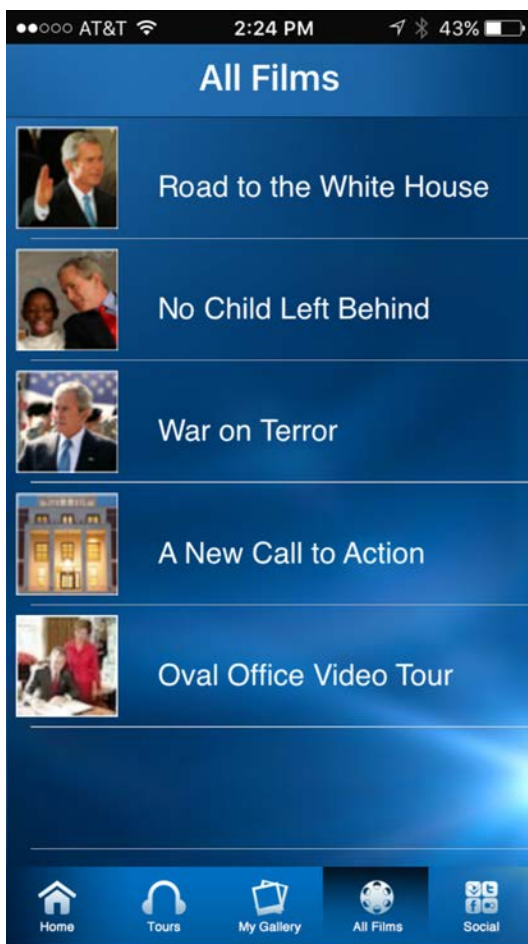 AT&T 2:24 PM 43%
All Films
Road to the White House
No Child Left Behind
War on Terror
A New Call to Action
Oval Office Video Tour
Home Tours My Gallery All Films Social